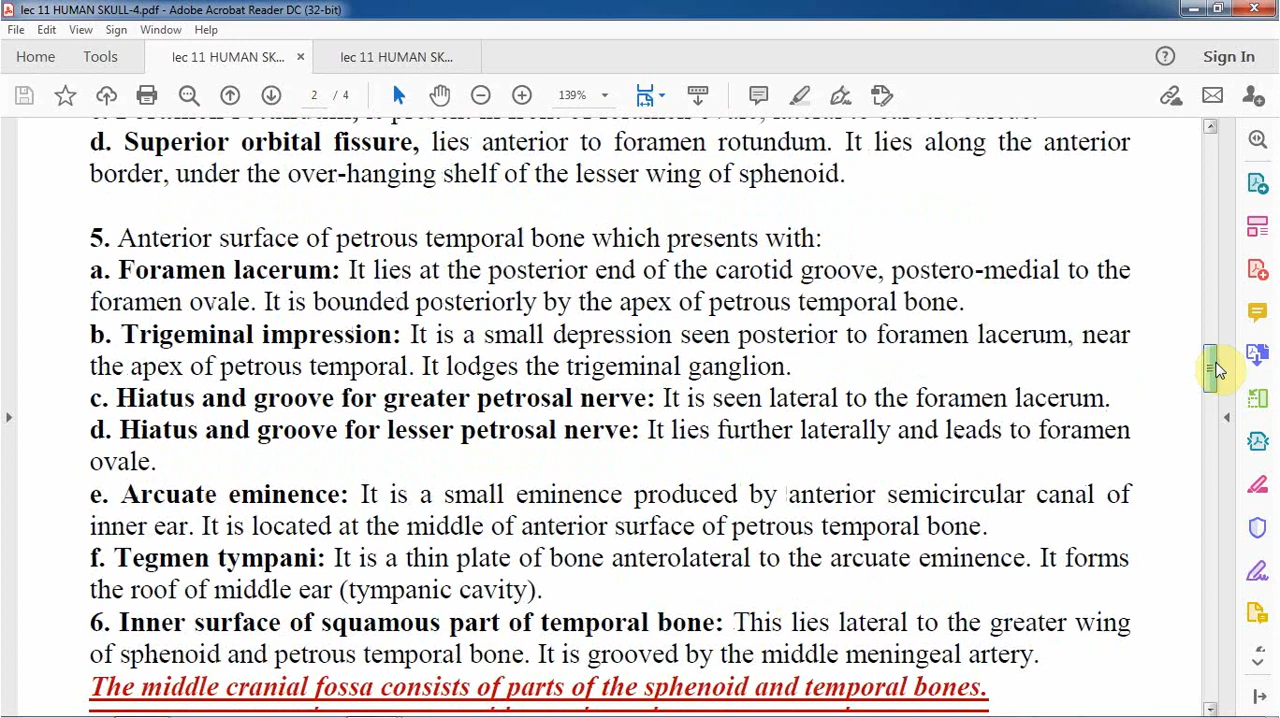 lec 11 HUMAN SKULL-4.pdf - Adobe Acrobat Reader DC (32-bit)
File Edit View Sign Window Help
Home Tools lec 11 HUMAN SK... × lec 11 HUMAN SK... Sign In
2 / 4 139%
d. Superior orbital fissure, lies anterior to foramen rotundum. It lies along the anterior
border, under the over-hanging shelf of the lesser wing of sphenoid.
5. Anterior surface of petrous temporal bone which presents with:
a. Foramen lacerum: It lies at the posterior end of the carotid groove, postero-medial to the
foramen ovale. It is bounded posteriorly by the apex of petrous temporal bone.
b. Trigeminal impression: It is a small depression seen posterior to foramen lacerum, near
the apex of petrous temporal. It lodges the trigeminal ganglion.
c. Hiatus and groove for greater petrosal nerve: It is seen lateral to the foramen lacerum.
d. Hiatus and groove for lesser petrosal nerve: It lies further laterally and leads to foramen
ovale.
e. Arcuate eminence: It is a small eminence produced by anterior semicircular canal of
inner ear. It is located at the middle of anterior surface of petrous temporal bone.
f. Tegmen tympani: It is a thin plate of bone anterolateral to the arcuate eminence. It forms
the roof of middle ear (tympanic cavity).
6. Inner surface of squamous part of temporal bone: This lies lateral to the greater wing
of sphenoid and petrous temporal bone. It is grooved by the middle meningeal artery.
The middle cranial fossa consists of parts of the sphenoid and temporal bones.